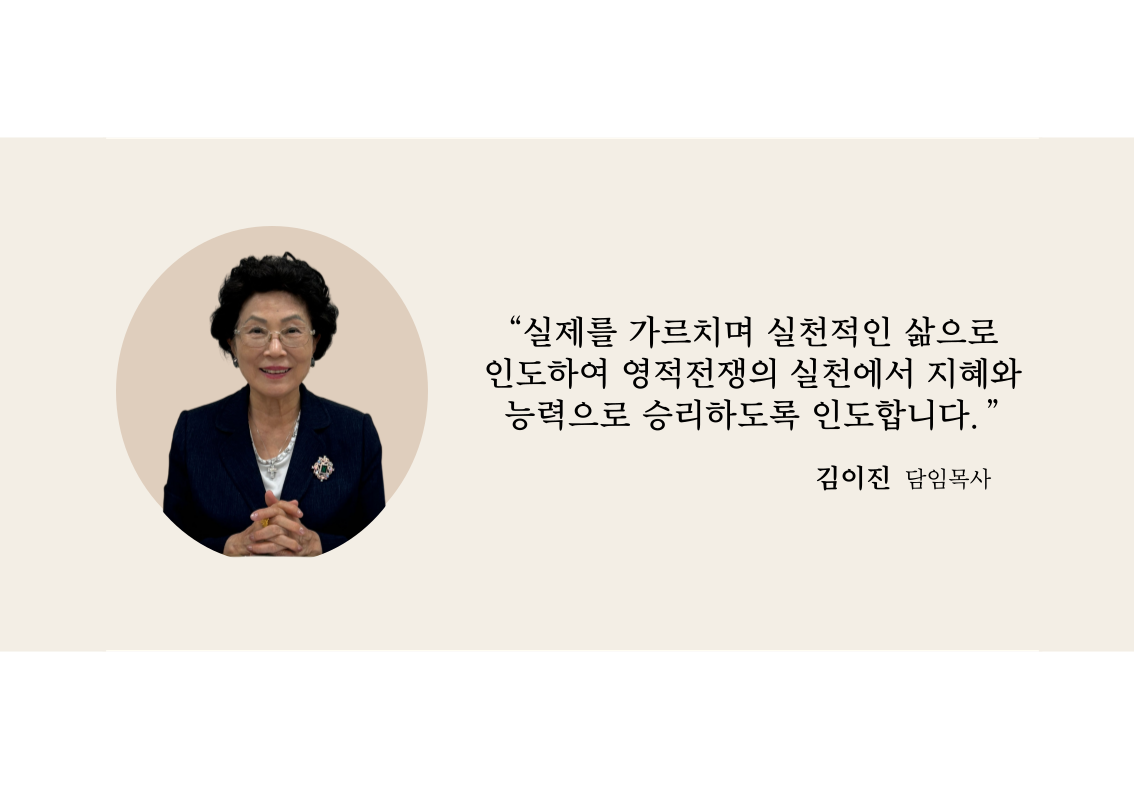 “실제를 가르치며 실천적인 삶으로
인도하여 영적전쟁의 실천에서 지혜와
능력으로 승리하도록 인도합니다. ”
김이진 담임목사